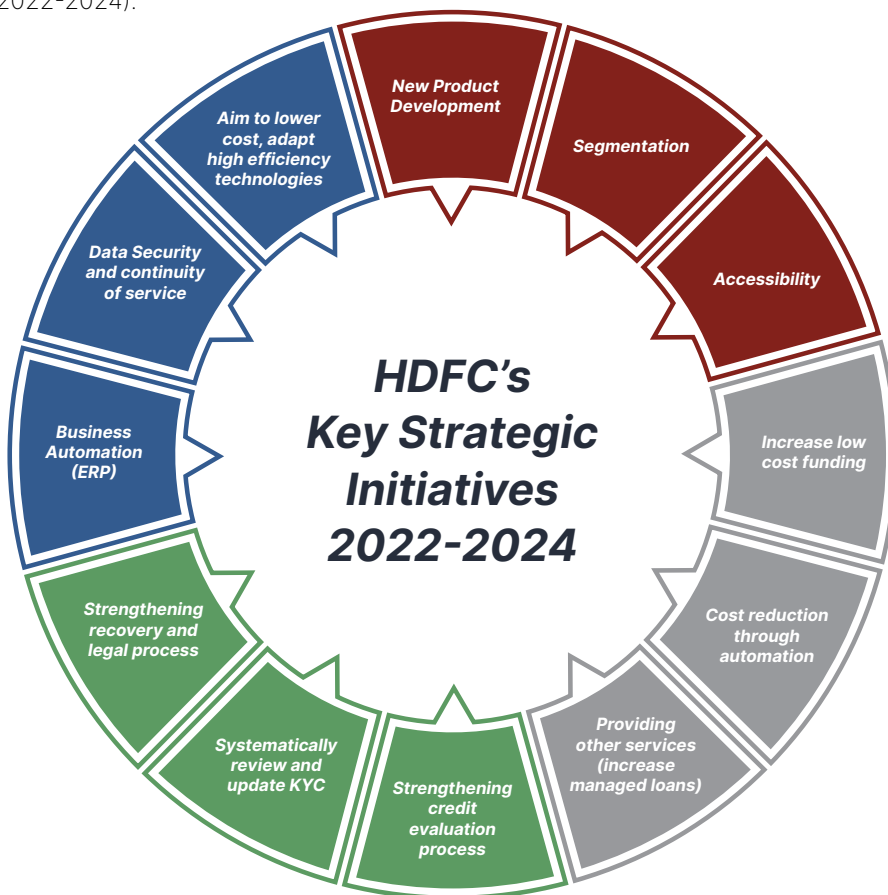 2022-2024).
New Product
Development
Segmentation
Accessibility
Increase low
cost funding
Cost reduction
through
automation
Providing
other services
(increase
managed loans)
Strengthening
credit
evaluation
process
Systematically
review and
update KYC
Strengthening
recovery and
legal process
Business
Automation
(ERP)
Data Security
and continuity
of service
Aim to lower
cost, adapt
high efficiency
technologies
HDFC’s
Key Strategic
Initiatives
2022-2024